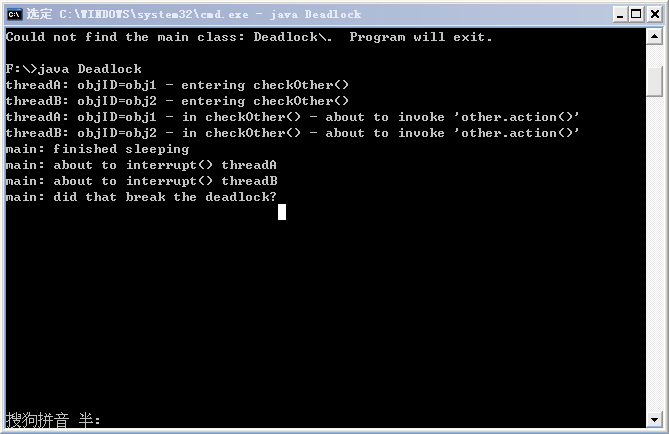 选定 C:\WINDOWS\system32\cmd.exe - java Deadlock
Could not find the main class: Deadlock\.  Program will exit.
F:\>java Deadlock
threadA: objID=obj1 - entering checkOther()
threadB: objID=obj2 - entering checkOther()
threadA: objID=obj1 - in checkOther() - about to invoke 'other.action()'
threadB: objID=obj2 - in checkOther() - about to invoke 'other.action()'
main: finished sleeping
main: about to interrupt() threadA
main: about to interrupt() threadB
main: did that break the deadlock?
搜狗拼音 半: